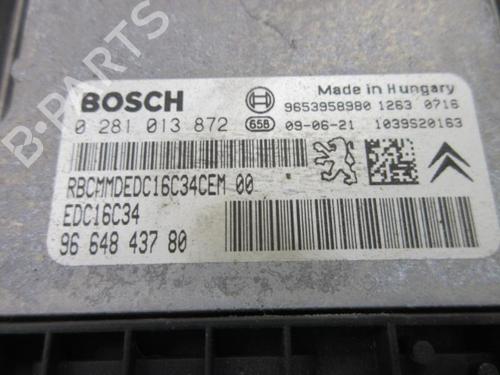 B-PARTS
BOSCH
Made in Hungary
9653958980 1263 0716
0 281 013 872 658 09-06-21 1039S20163
RBCMMDEDC16C34CEM 00
EDC16C34
96 648 437 80